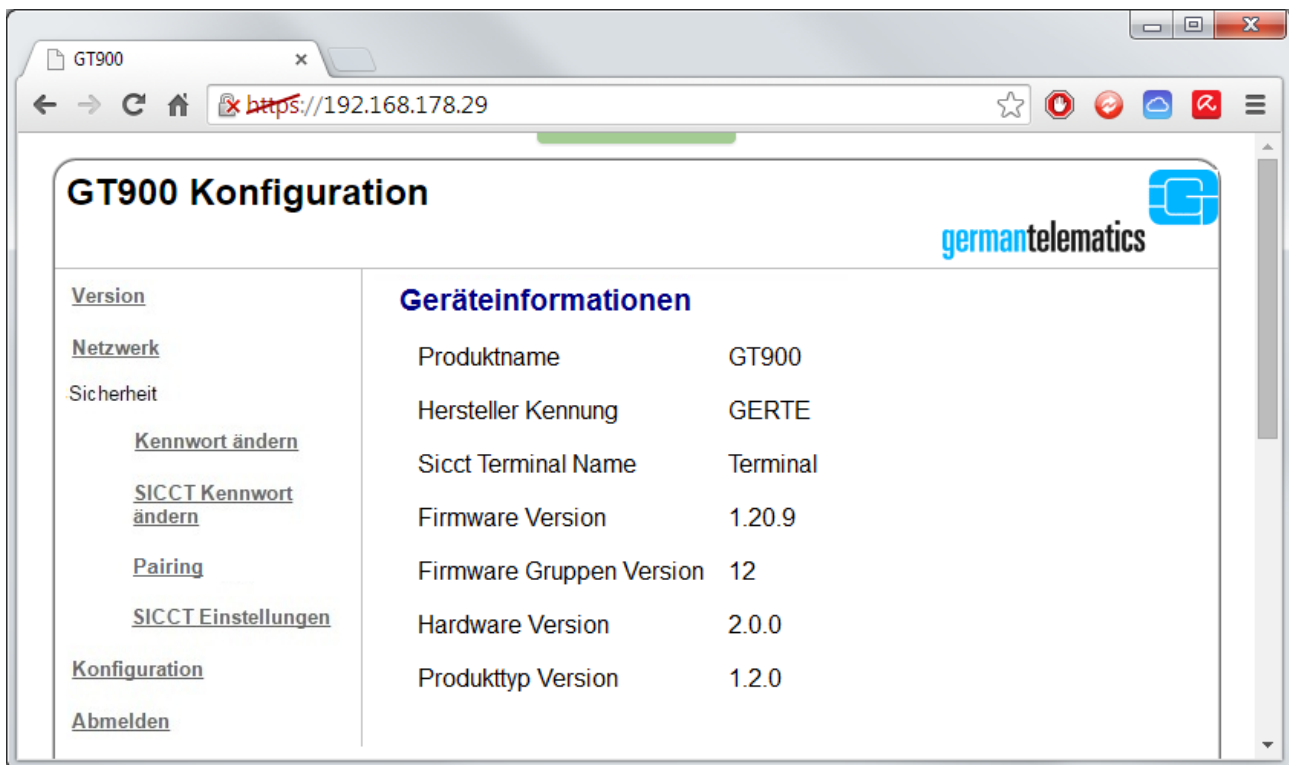 GT900
https://192.168.178.29
GT900 Konfiguration
germantelematics
Version
Netzwerk
Sicherheit
Kennwort ändern
SICCT Kennwort
ändern
Pairing
SICCT Einstellungen
Konfiguration
Abmelden
Geräteinformationen
Produktname GT900
Hersteller Kennung GERTE
Sicct Terminal Name Terminal
Firmware Version 1.20.9
Firmware Gruppen Version 12
Hardware Version 2.0.0
Produkttyp Version 1.2.0